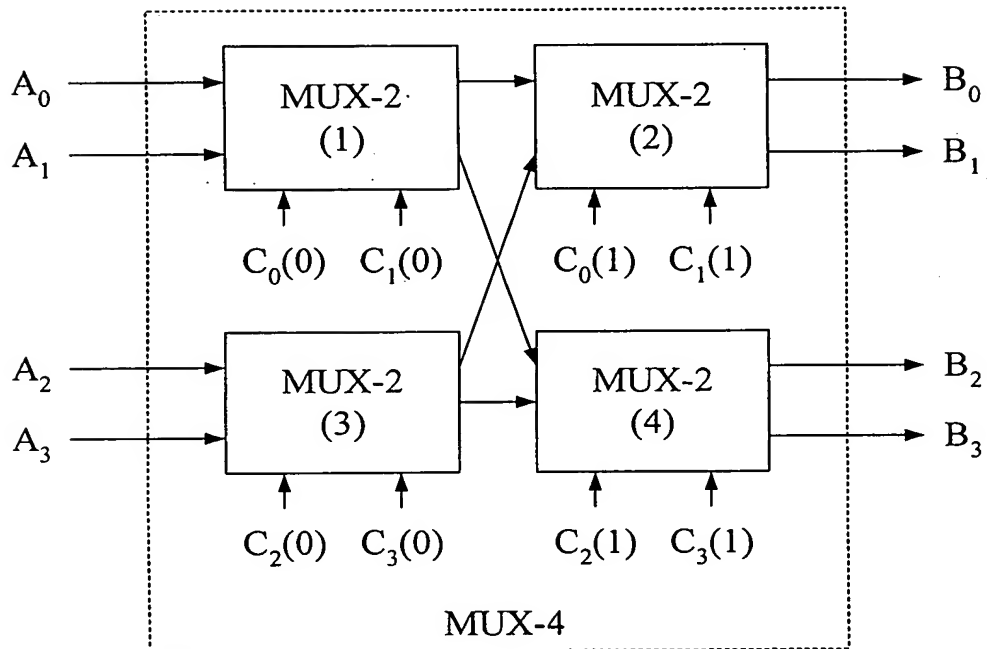 A₀
MUX-2
(1)
MUX-2
(2)
B₀
A₁
B₁
C₀(0)
C₁(0)
C₀(1)
C₁(1)
A₂
MUX-2
(3)
MUX-2
(4)
B₂
A₃
B₃
C₂(0)
C₃(0)
C₂(1)
C₃(1)
MUX-4